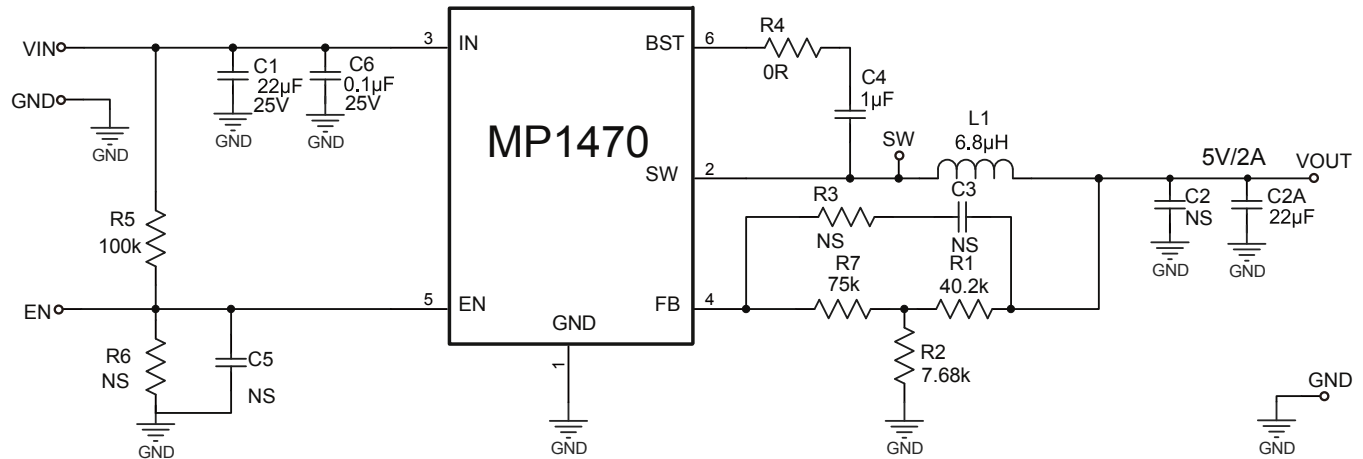 VIN
GND
GND
C1
22µF
25V
GND
C6
0.1µF
25V
GND
3
IN
BST
6
R4
0R
C4
1µF
MP1470
SW
2
SW
L1
6.8µH
5V/2A
VOUT
C2
NS
GND
C2A
22µF
GND
R3
NS
C3
NS
R5
100k
R7
75k
R1
40.2k
EN
5
EN
FB
4
GND
1
GND
R6
NS
C5
NS
GND
R2
7.68k
GND
GND
GND